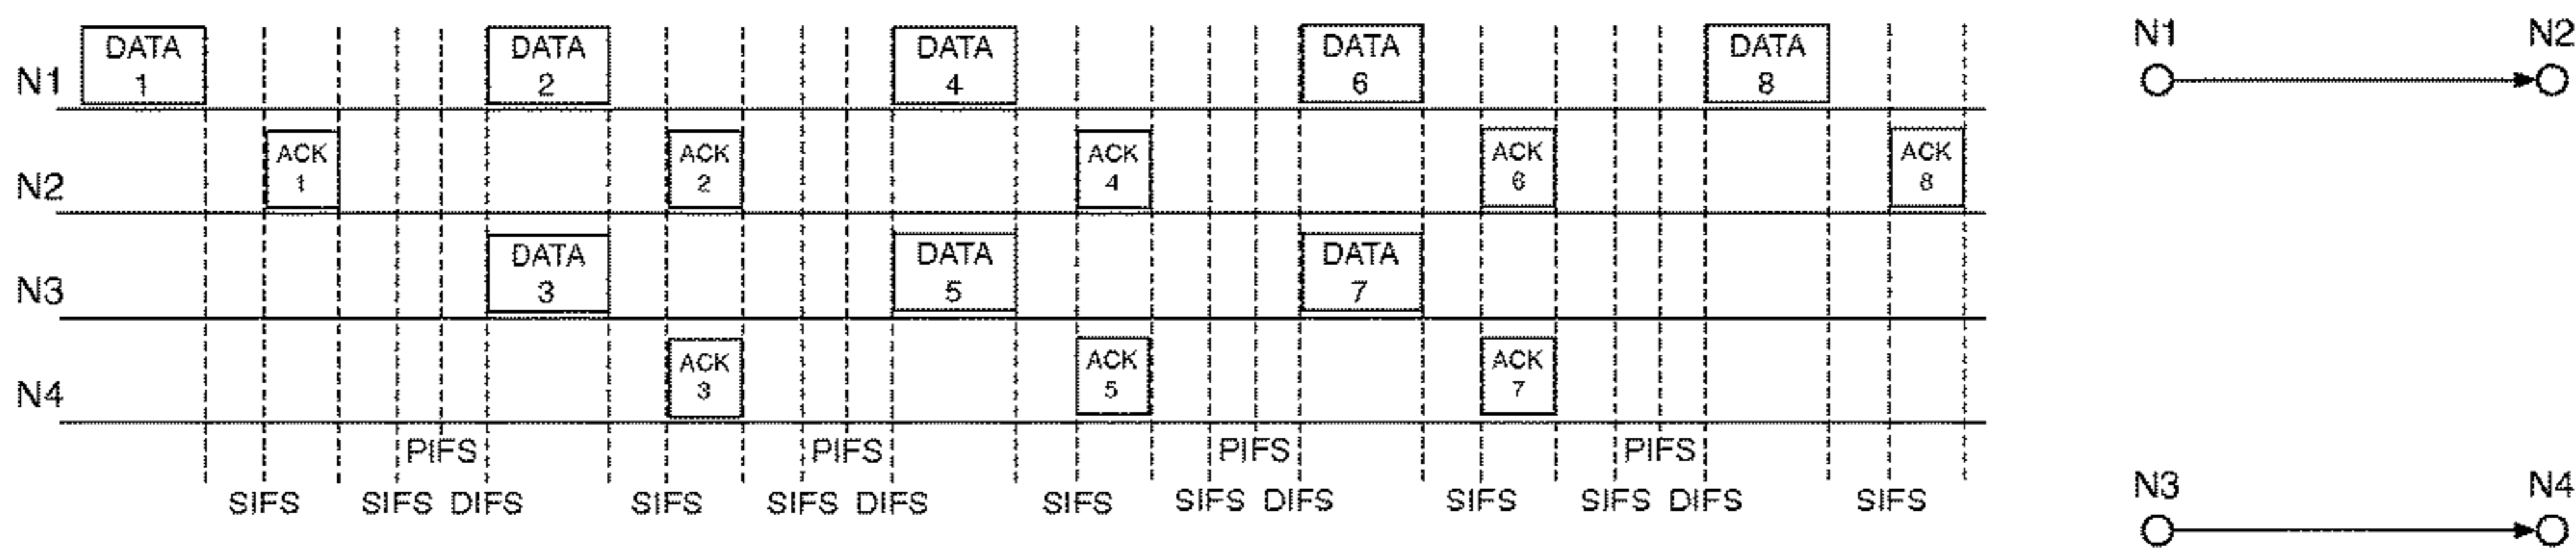 N1
DATA
1
DATA
2
DATA
4
DATA
6
DATA
8
N1
N2
N2
ACK
1
ACK
2
ACK
4
ACK
6
ACK
8
N3
DATA
3
DATA
5
DATA
7
N4
ACK
3
ACK
5
ACK
7
PIFS
PIFS
PIFS
PIFS
SIFS
SIFS
DIFS
SIFS
SIFS
DIFS
SIFS
SIFS
DIFS
SIFS
SIFS
DIFS
SIFS
N3
N4